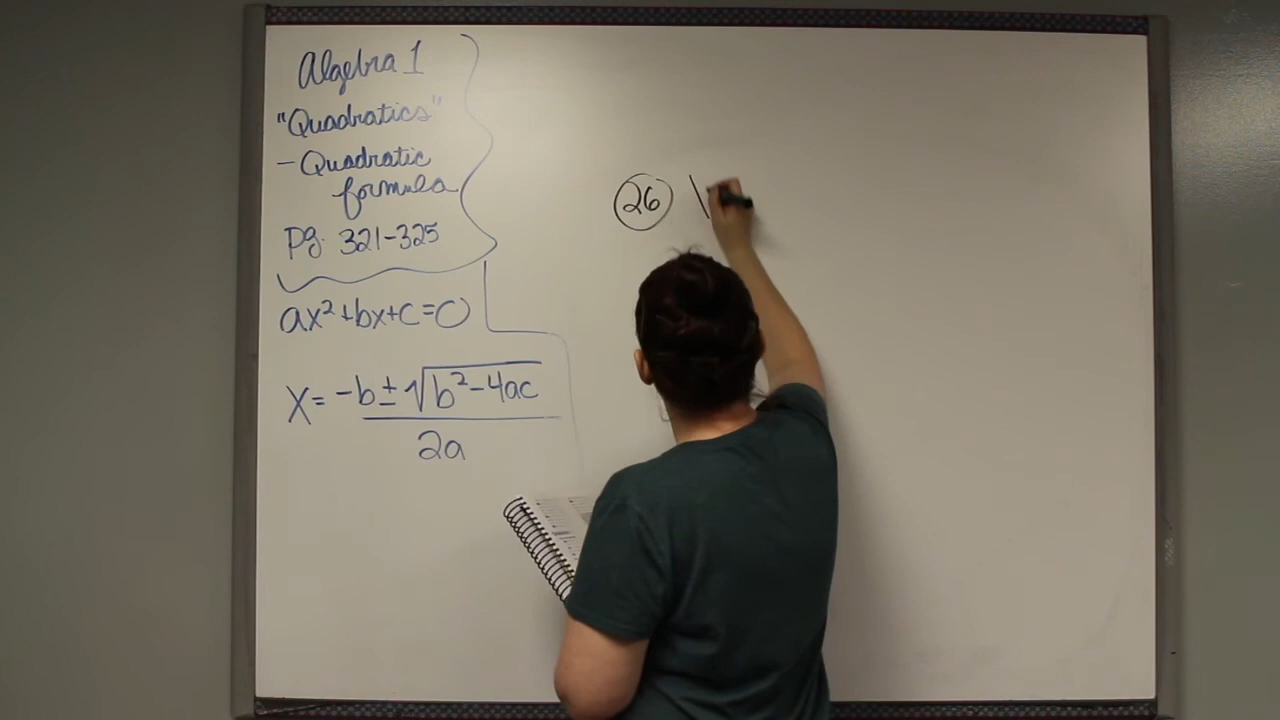 Algebra 1
"Quadratics"
- Quadratic
formula
Pg. 321-325
ax²+bx+c=0
X= -b±√b²-4ac
2a
26 \